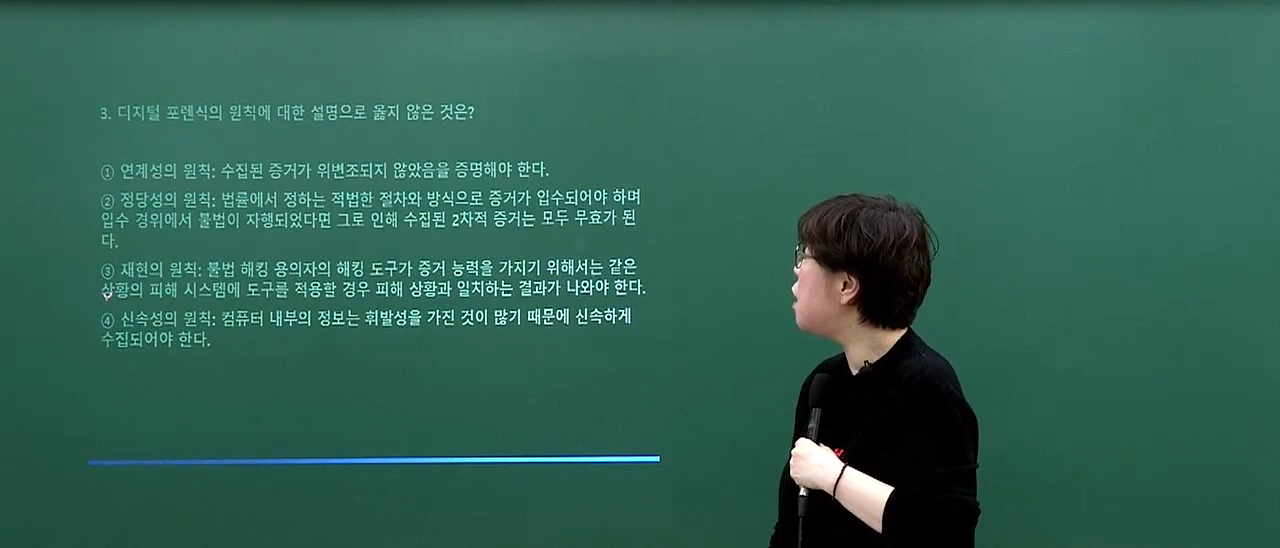 3. 디지털 포렌식의 원칙에 대한 설명으로 옳지 않은 것은?
① 연계성의 원칙: 수집된 증거가 위변조되지 않았음을 증명해야 한다.
② 정당성의 원칙: 법률에서 정하는 적법한 절차와 방식으로 증거가 입수되어야 하며
입수 경위에서 불법이 자행되었다면 그로 인해 수집된 2차적 증거는 모두 무효가 된
다.
③ 재현의 원칙: 불법 해킹 용의자의 해킹 도구가 증거 능력을 가지기 위해서는 같은
상황의 피해 시스템에 도구를 적용할 경우 피해 상황과 일치하는 결과가 나와야 한다.
④ 신속성의 원칙: 컴퓨터 내부의 정보는 휘발성을 가진 것이 많기 때문에 신속하게
수집되어야 한다.